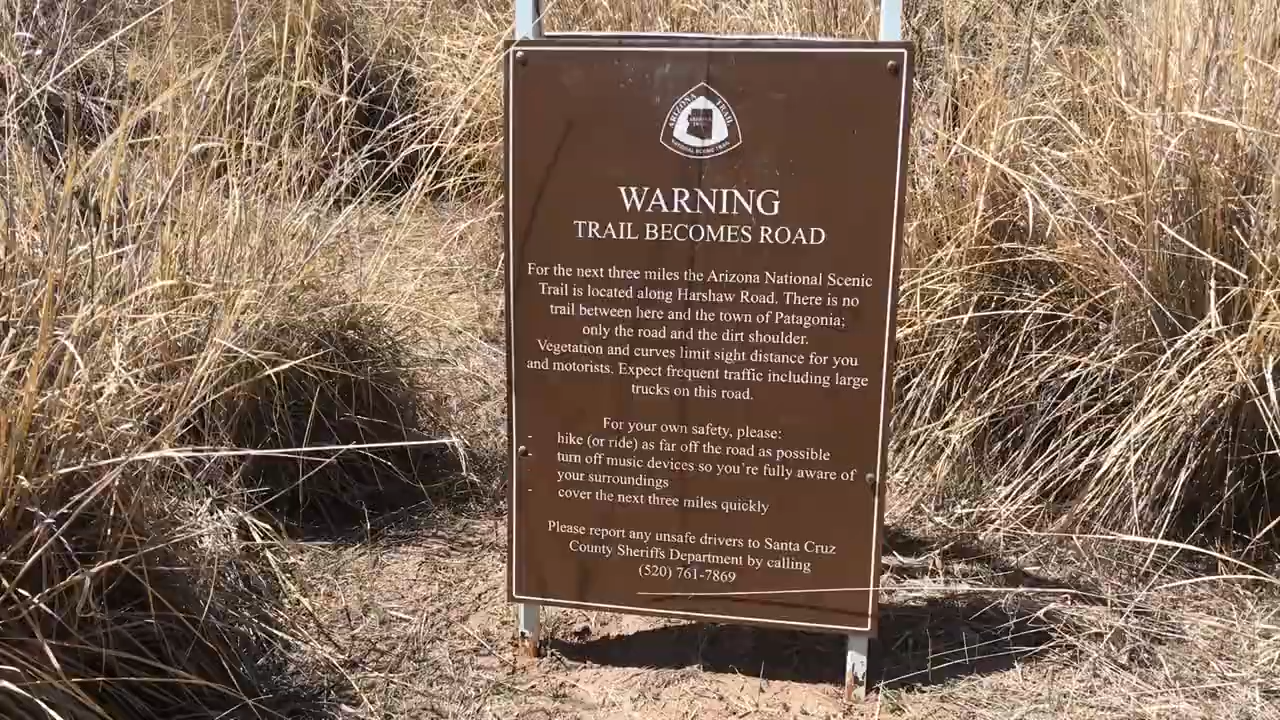 ARIZONA TRAIL
NATIONAL SCENIC TRAIL
WARNING
TRAIL BECOMES ROAD
For the next three miles the Arizona National Scenic
Trail is located along Harshaw Road. There is no
trail between here and the town of Patagonia;
only the road and the dirt shoulder.
Vegetation and curves limit sight distance for you
and motorists. Expect frequent traffic including large
trucks on this road.
For your own safety, please:
- hike (or ride) as far off the road as possible
- turn off music devices so you're fully aware of
your surroundings
- cover the next three miles quickly
Please report any unsafe drivers to Santa Cruz
County Sheriffs Department by calling
(520) 761-7869